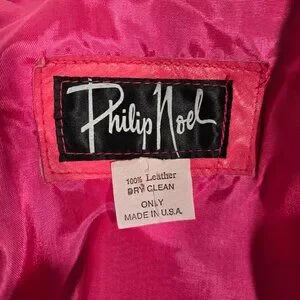 Philip Noel
100% Leather
DRY CLEAN
ONLY
MADE IN U.S.A.